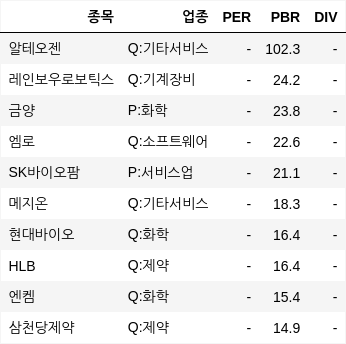 종목 업종 PER PBR DIV
알테오젠 Q:기타서비스 - 102.3 -
레인보우로보틱스 Q:기계장비 - 24.2 -
금양 P:화학 - 23.8 -
엠로 Q:소프트웨어 - 22.6 -
SK바이오팜 P:서비스업 - 21.1 -
메지온 Q:기타서비스 - 18.3 -
현대바이오 Q:화학 - 16.4 -
HLB Q:제약 - 16.4 -
엔켐 Q:화학 - 15.4 -
삼천당제약 Q:제약 - 14.9 -